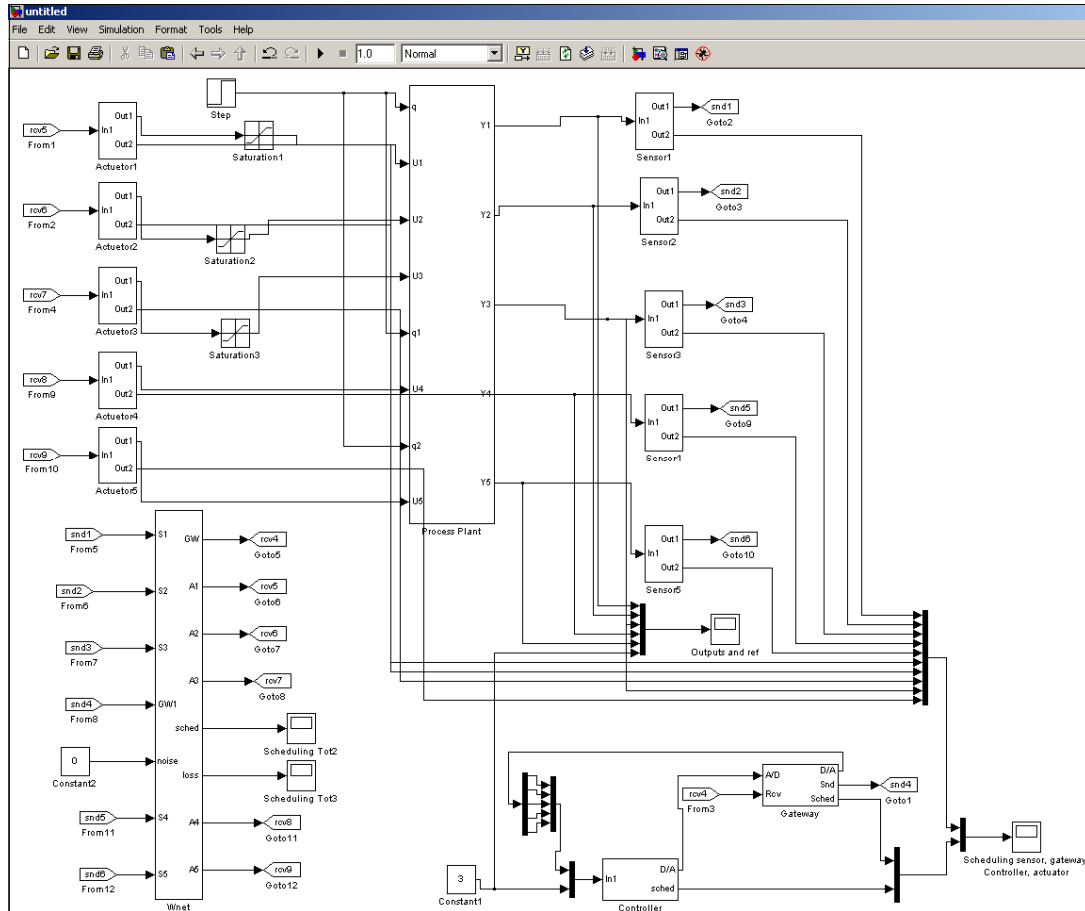 untitled
File Edit View Simulation Format Tools Help
1.0 Normal
Step
rcv5
From1
In1
Out1
Out2
Actuetor1
Saturation1
rcv6
From2
In1
Out1
Out2
Actuetor2
Saturation2
rcv7
From4
In1
Out1
Out2
Actuetor3
Saturation3
rcv8
From9
In1
Out1
Out2
Actuetor4
rcv9
From10
In1
Out1
Out2
Actuetor5
q
U1
U2
U3
q1
U4
q2
U5
Y1
Y2
Y3
Y4
Y5
Process Plant
In1
Out1
Out2
Sensor1
snd1
Goto2
In1
Out1
Out2
Sensor2
snd2
Goto3
In1
Out1
Out2
Sensor3
snd3
Goto4
In1
Out1
Out2
Sensor1
snd5
Goto9
In1
Out1
Out2
Sensor5
snd6
Goto10
snd1
From5
snd2
From6
snd3
From7
snd4
From8
0
Constant2
snd5
From11
snd6
From12
S1
S2
S3
GW1
noise
S4
S5
GW
A1
A2
A3
sched
loss
A4
A5
Wnet
rcv4
Goto5
rcv5
Goto6
rcv6
Goto7
rcv7
Goto8
Scheduling Tot2
Scheduling Tot3
rcv8
Goto11
rcv9
Goto12
Outputs and ref
3
Constant1
In1
D/A
sched
Controller
rcv4
From3
A/D
Rcv
D/A
Snd
Sched
Gateway
snd4
Goto1
Scheduling sensor, gateway
Controller, actuator